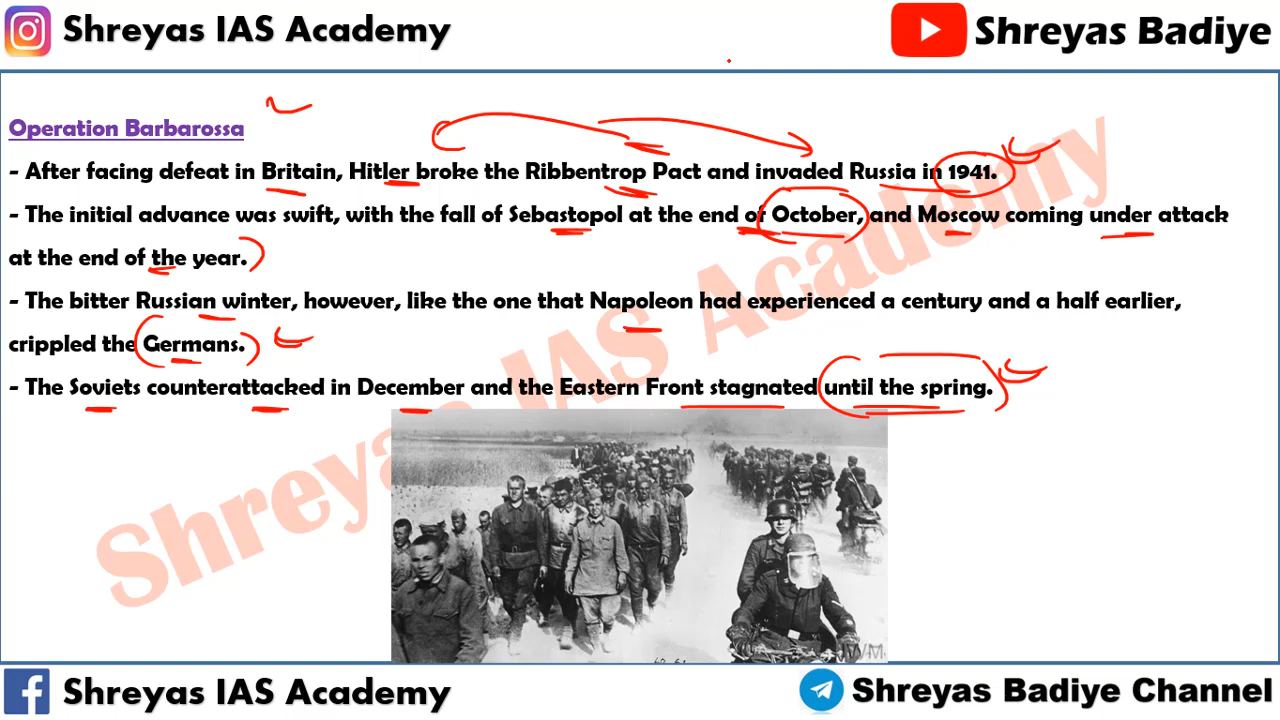 Shreyas IAS Academy
Shreyas Badiye
Operation Barbarossa
- After facing defeat in Britain, Hitler broke the Ribbentrop Pact and invaded Russia in 1941.
- The initial advance was swift, with the fall of Sebastopol at the end of October, and Moscow coming under attack
at the end of the year.
- The bitter Russian winter, however, like the one that Napoleon had experienced a century and a half earlier,
crippled the Germans.
- The Soviets counterattacked in December and the Eastern Front stagnated until the spring.
Shreyas IAS Academy
IWM
Shreyas IAS Academy
Shreyas Badiye Channel